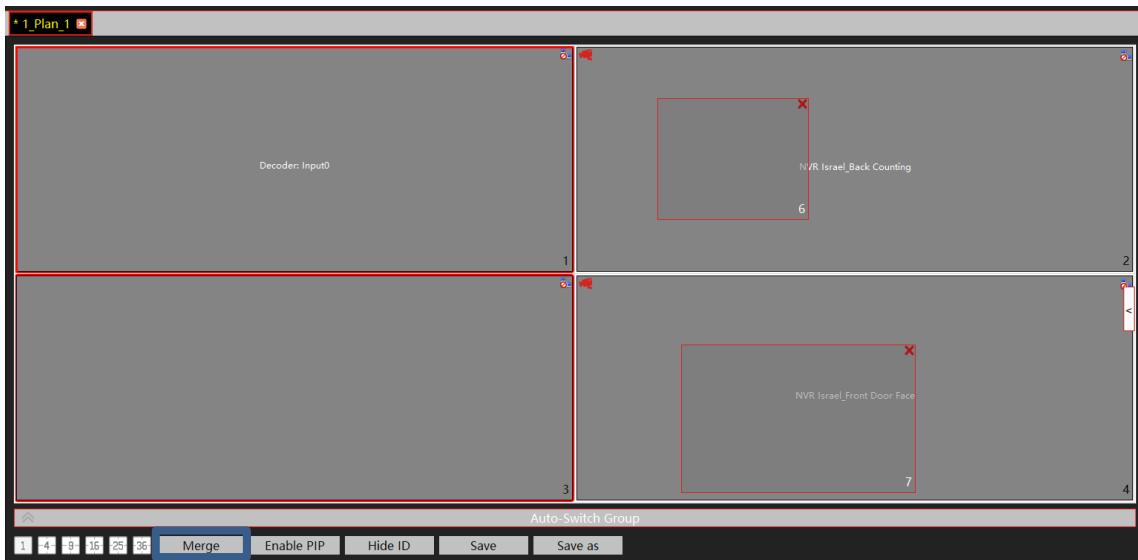 * 1_Plan_1
Decoder: Input0
1
NVR Israel_Back Counting
6
2
3
NVR Israel_Front Door Face
7
4
<
Auto-Switch Group
1 4 9 16 25 36 Merge Enable PIP Hide ID Save Save as